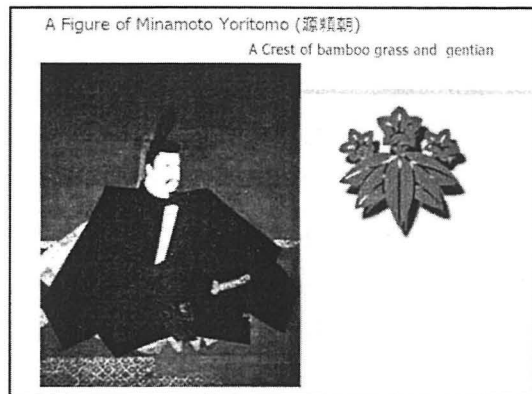 A Figure of Minamoto Yoritomo (源頼朝)
A Crest of bamboo grass and gentian